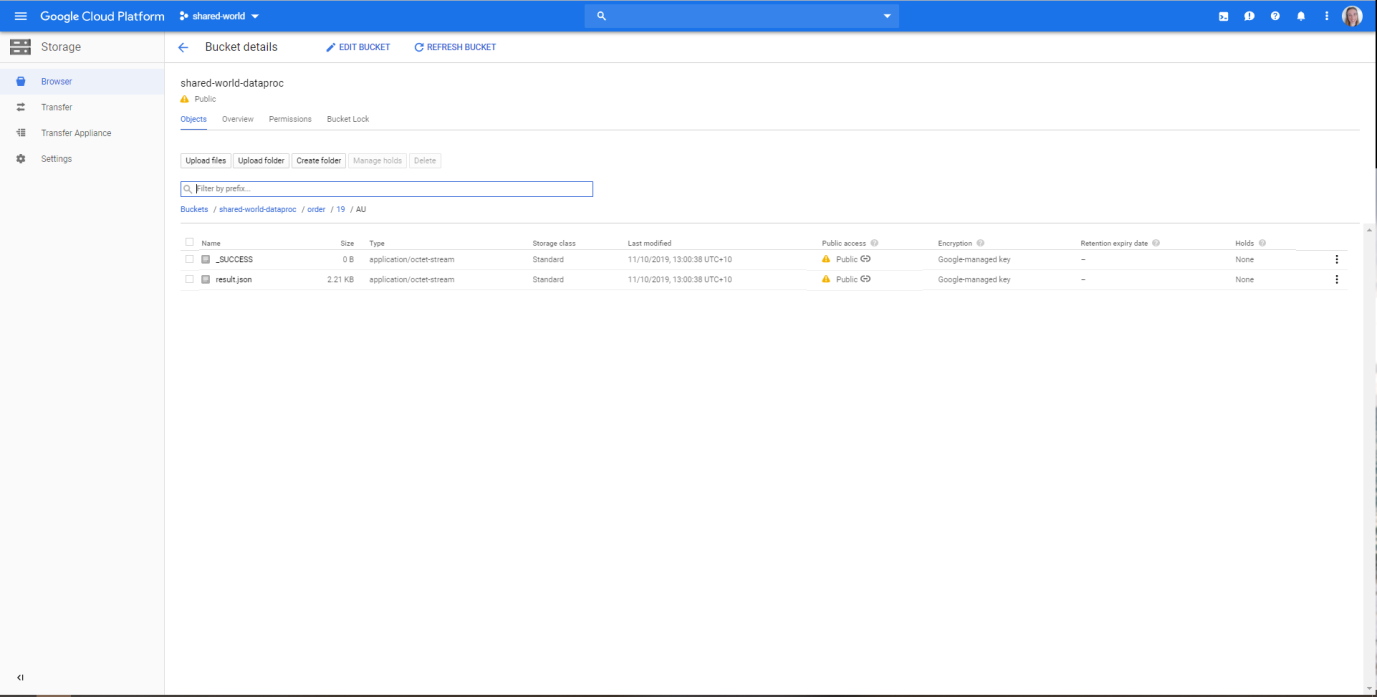 Google Cloud Platform shared-world
Storage Bucket details EDIT BUCKET REFRESH BUCKET
Browser
Transfer
Transfer Appliance
Settings
shared-world-dataproc
Public
Objects Overview Permissions Bucket Lock
Upload files Upload folder Create folder Manage holds Delete
Filter by prefix...
Buckets / shared-world-dataproc / order / 19 / AU
Name Size Type Storage class Last modified Public access Encryption Retention expiry date Holds
_SUCCESS 0 B application/octet-stream Standard 11/10/2019, 13:00:38 UTC+10 Public Google-managed key – None
result.json 2.21 KB application/octet-stream Standard 11/10/2019, 13:00:38 UTC+10 Public Google-managed key – None